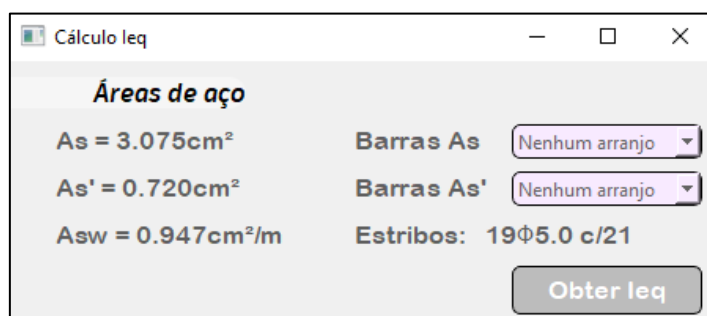 Cálculo leq
Áreas de aço
As = 3.075cm² Barras As Nenhum arranjo
As' = 0.720cm² Barras As' Nenhum arranjo
Asw = 0.947cm²/m Estribos: 19Φ5.0 c/21
Obter leq